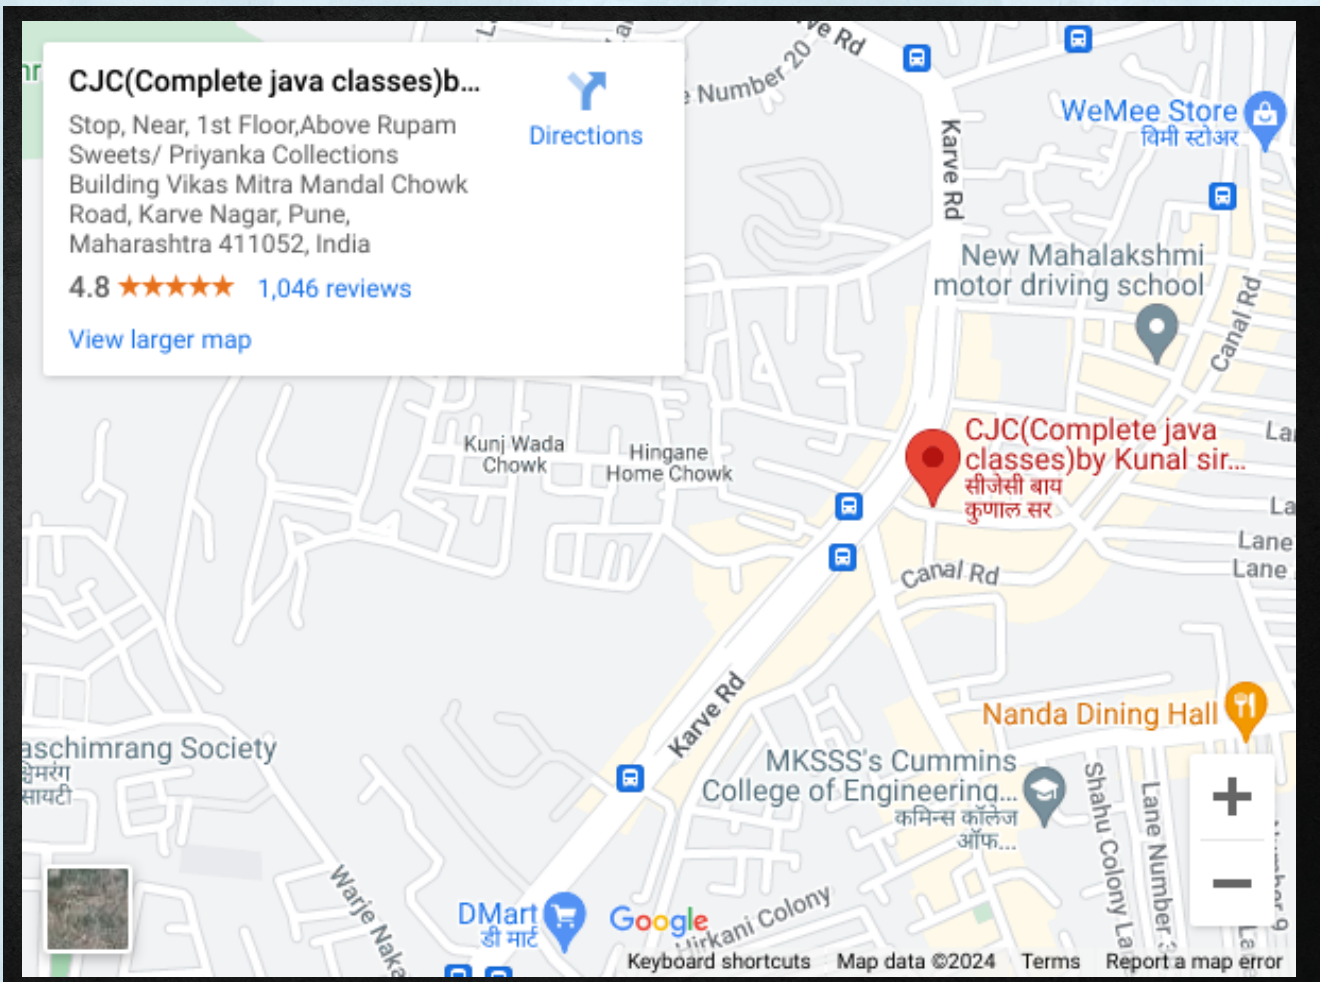 CJC(Complete java classes)b...
Directions
Stop, Near, 1st Floor,Above Rupam
Sweets/ Priyanka Collections
Building Vikas Mitra Mandal Chowk
Road, Karve Nagar, Pune,
Maharashtra 411052, India
4.8
1,046 reviews
View larger map
Karve Rd
WeMee Store
विमी स्टोअर
New Mahalakshmi
motor driving school
Canal Rd
Kunj Wada
Chowk
Hingane
Home Chowk
CJC(Complete java
classes)by Kunal sir...
सीजेसी बाय
कुणाल सर
Lane
Lane
Canal Rd
Karve Rd
Nanda Dining Hall
MKSSS's Cummins
College of Engineering...
कमिन्स कॉलेज
ऑफ...
Society
Shahu Colony
Lane Number
Warje Naka
DMart
डी मार्ट
Google
Hirkani Colony
Keyboard shortcuts
Map data ©2024
Terms
Report a map error